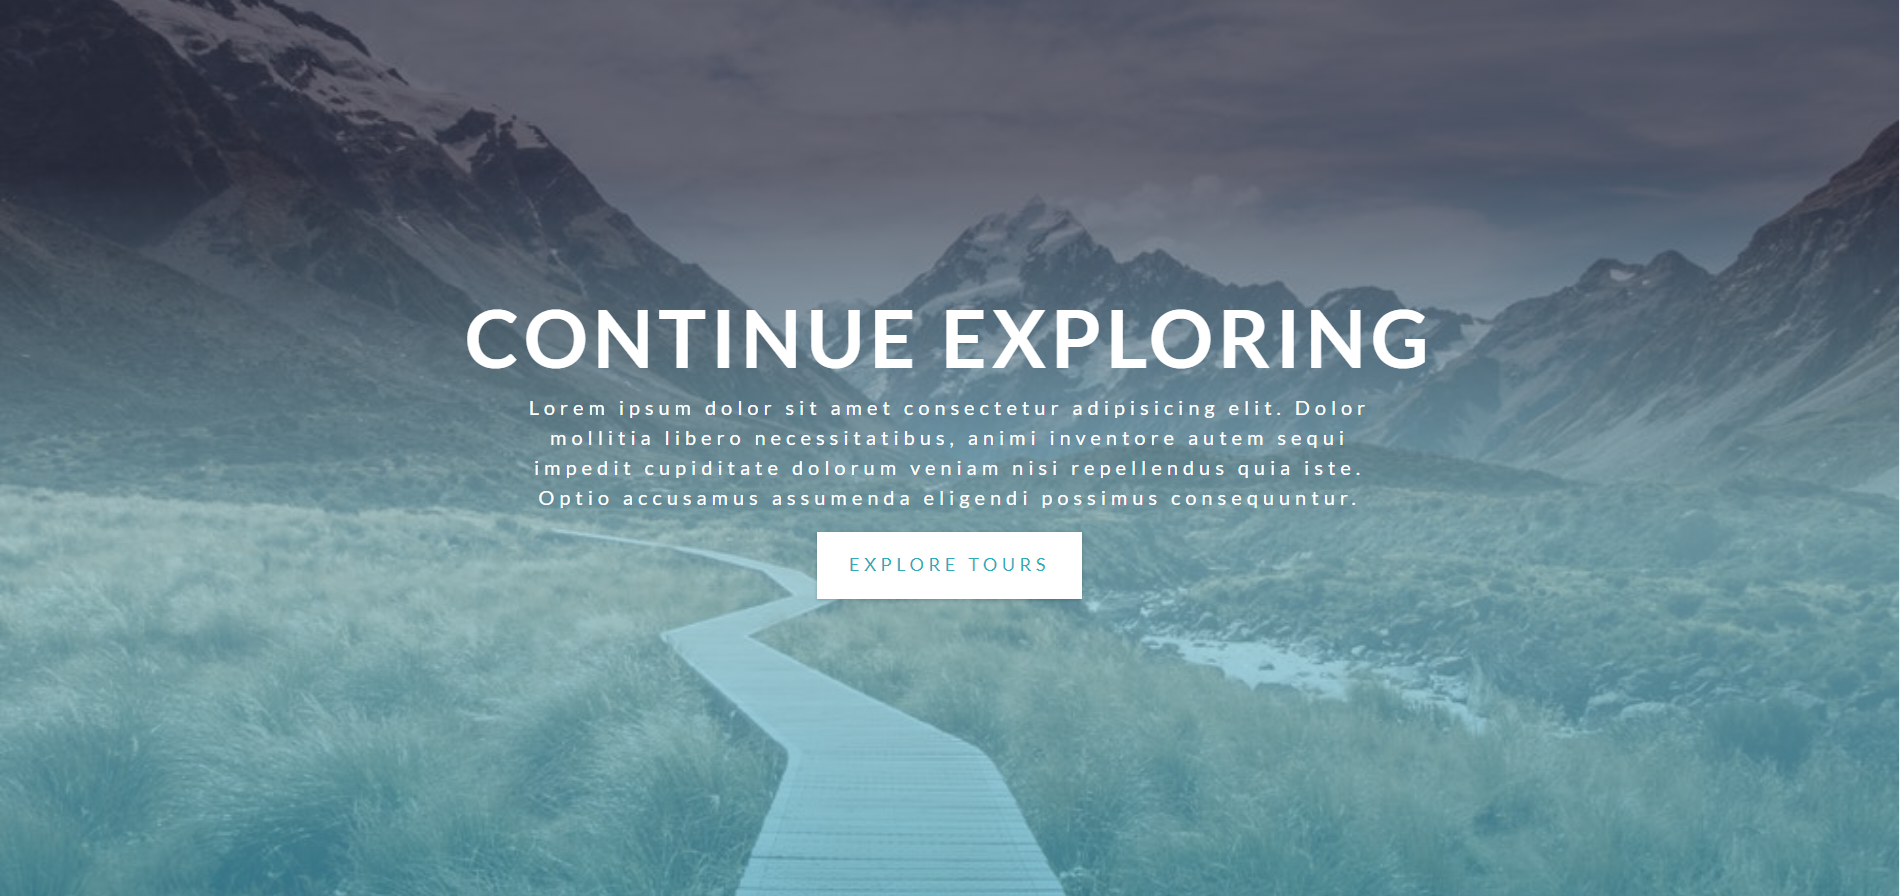 CONTINUE EXPLORING
Lorem ipsum dolor sit amet consectetur adipisicing elit. Dolor
mollitia libero necessitatibus, animi inventore autem sequi
impedit cupiditate dolorum veniam nisi repellendus quia iste.
Optio accusamus assumenda eligendi possimus consequuntur.
EXPLORE TOURS